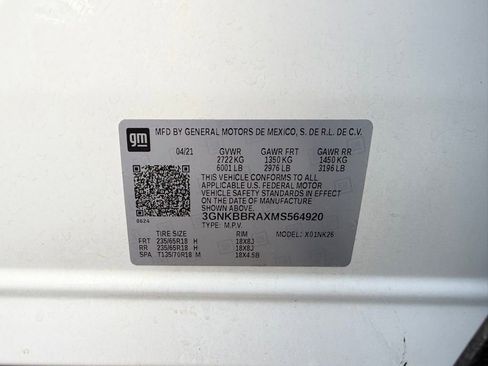 gm
MFD BY GENERAL MOTORS DE MEXICO, S. DE R.L. DE C.V.
04/21 GVWR GAWR FRT GAWR RR
2722 KG 1350 KG 1450 KG
6001 LB 2976 LB 3196 LB
THIS VEHICLE CONFORMS TO ALL
APPLICABLE U.S. FEDERAL MOTOR
VEHICLE SAFETY STANDARDS IN EFFECT
ON THE DATE OF MANUFACTURE
SHOWN ABOVE.
3GNKBBRAXMS564920
0624 TYPE: M.P.V.
TIRE SIZE RIM MODEL: X01NK26
FRT 235/65R18 H 18X8J
RR 235/65R18 H 18X8J
SPA T135/70R18 M 18X4.5B